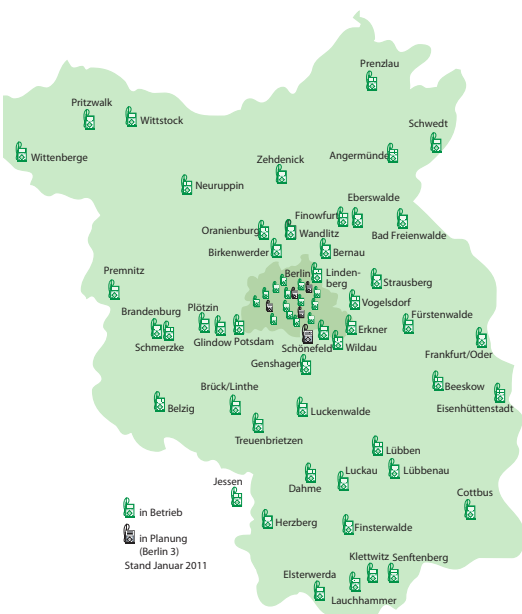 Prenzlau
Pritzwalk
Wittstock
Schwedt
Wittenberge
Zehdenick
Angermünde
Neuruppin
Eberswalde
Finowfurt
Oranienburg
Wandlitz
Bad Freienwalde
Birkenwerder
Bernau
Premnitz
Berlin
Linden-
berg
Strausberg
Vogelsdorf
Brandenburg
Plötzin
Fürstenwalde
Erkner
Schmerzke
Glindow
Potsdam
Schönefeld
Wildau
Frankfurt/Oder
Genshagen
Brück/Linthe
Beeskow
Belzig
Luckenwalde
Eisenhüttenstadt
Treuenbrietzen
Lübben
Jessen
Dahme
Luckau
Lübbenau
Cottbus
in Betrieb
Herzberg
Finsterwalde
in Planung
(Berlin 3)
Stand Januar 2011
Klettwitz
Senftenberg
Elsterwerda
Lauchhammer